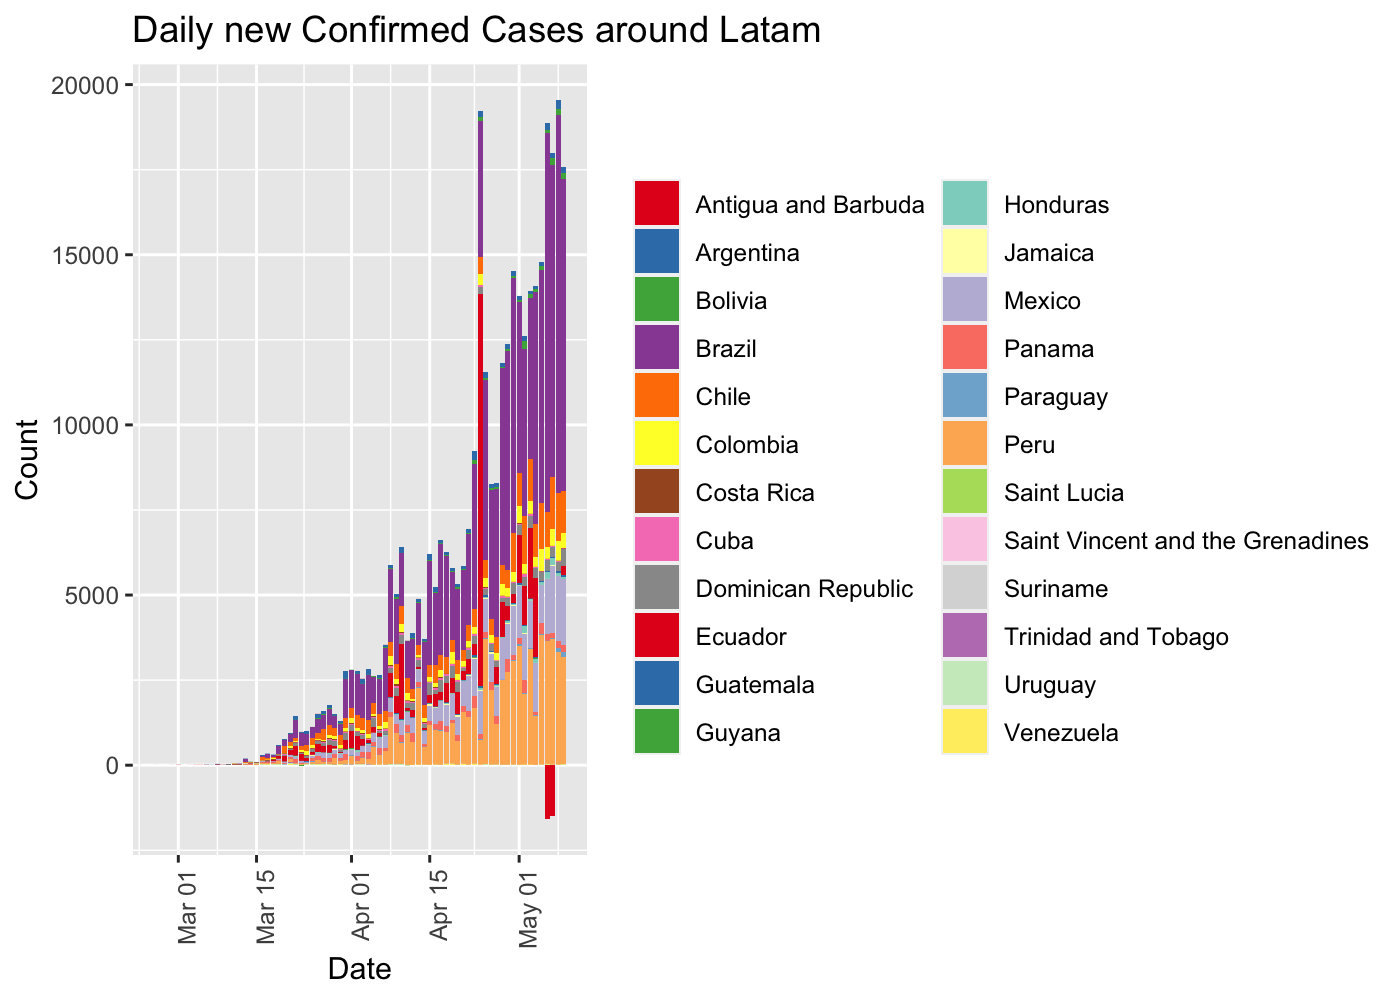 Daily new Confirmed Cases around Latam
20000
15000
10000
5000
0
Count
Mar 01
Mar 15
Apr 01
Apr 15
May 01
Date
Antigua and Barbuda
Argentina
Bolivia
Brazil
Chile
Colombia
Costa Rica
Cuba
Dominican Republic
Ecuador
Guatemala
Guyana
Honduras
Jamaica
Mexico
Panama
Paraguay
Peru
Saint Lucia
Saint Vincent and the Grenadines
Suriname
Trinidad and Tobago
Uruguay
Venezuela